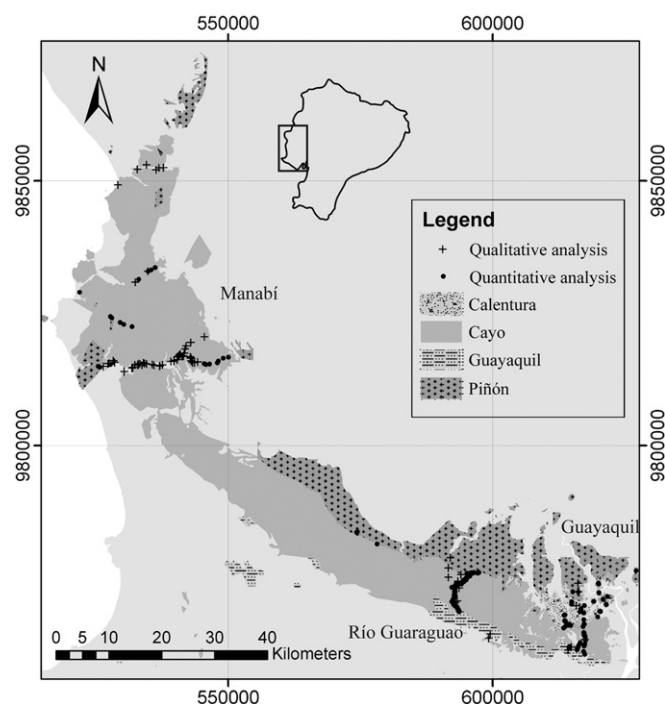 550000 600000
N
9850000
9850000
Legend
Qualitative analysis
Quantitative analysis
Calentura
Cayo
Guayaquil
Piñón
Manabí
9800000
9800000
Guayaquil
Río Guaraguao
0 5 10 20 30 40
Kilometers
550000 600000